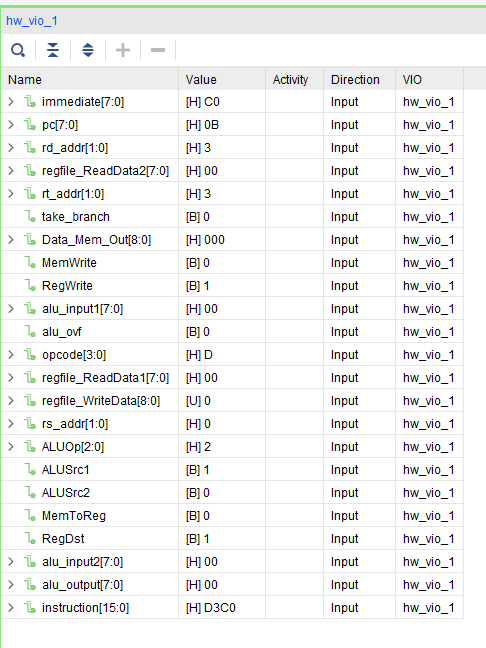 hw_vio_1
Name Value Activity Direction VIO
immediate[7:0] [H] C0 Input hw_vio_1
pc[7:0] [H] 0B Input hw_vio_1
rd_addr[1:0] [H] 3 Input hw_vio_1
regfile_ReadData2[7:0] [H] 00 Input hw_vio_1
rt_addr[1:0] [H] 3 Input hw_vio_1
take_branch [B] 0 Input hw_vio_1
Data_Mem_Out[8:0] [H] 000 Input hw_vio_1
MemWrite [B] 0 Input hw_vio_1
RegWrite [B] 1 Input hw_vio_1
alu_input1[7:0] [H] 00 Input hw_vio_1
alu_ovf [B] 0 Input hw_vio_1
opcode[3:0] [H] D Input hw_vio_1
regfile_ReadData1[7:0] [H] 00 Input hw_vio_1
regfile_WriteData[8:0] [U] 0 Input hw_vio_1
rs_addr[1:0] [H] 0 Input hw_vio_1
ALUOp[2:0] [H] 2 Input hw_vio_1
ALUSrc1 [B] 1 Input hw_vio_1
ALUSrc2 [B] 0 Input hw_vio_1
MemToReg [B] 0 Input hw_vio_1
RegDst [B] 1 Input hw_vio_1
alu_input2[7:0] [H] 00 Input hw_vio_1
alu_output[7:0] [H] 00 Input hw_vio_1
instruction[15:0] [H] D3C0 Input hw_vio_1